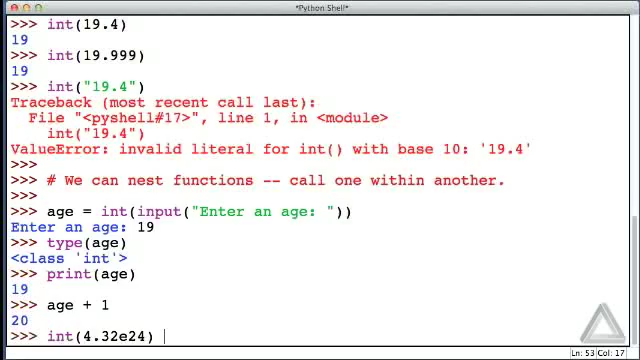 *Python Shell*
>>> int(19.4)
19
>>> int(19.999)
19
>>> int("19.4")
Traceback (most recent call last):
  File "<pyshell#17>", line 1, in <module>
    int("19.4")
ValueError: invalid literal for int() with base 10: '19.4'
>>>
>>> # We can nest functions -- call one within another.
>>>
>>> age = int(input("Enter an age: "))
Enter an age: 19
>>> type(age)
<class 'int'>
>>> print(age)
19
>>> age + 1
20
>>> int(4.32e24)
Ln: 53 Col: 17